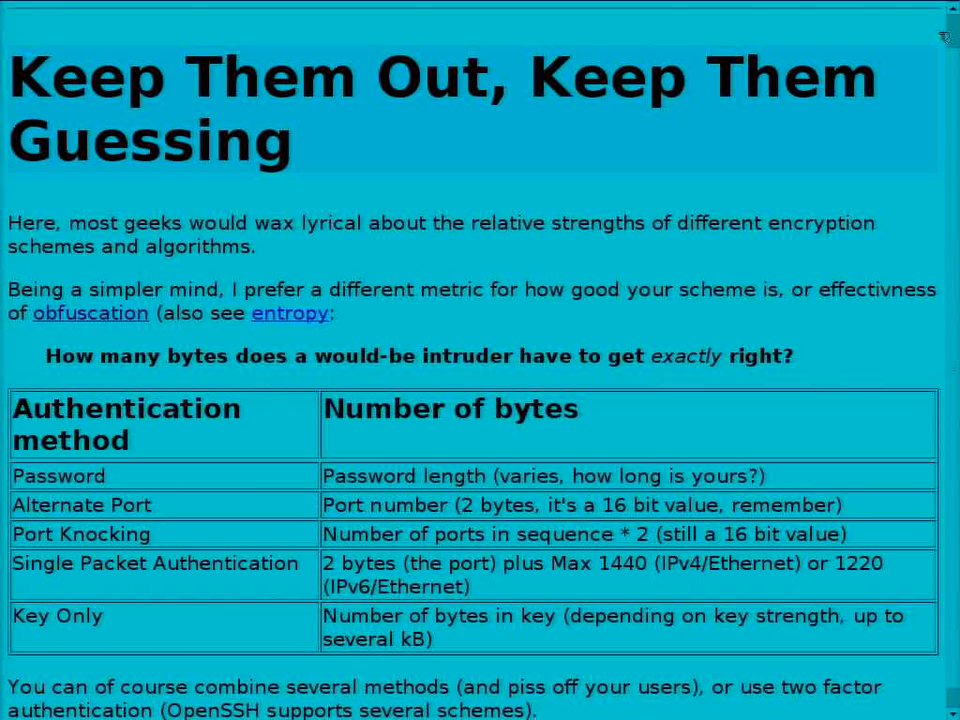 Keep Them Out, Keep Them
Guessing
Here, most geeks would wax lyrical about the relative strengths of different encryption
schemes and algorithms.
Being a simpler mind, I prefer a different metric for how good your scheme is, or effectivness
of obfuscation (also see entropy:
How many bytes does a would-be intruder have to get exactly right?
Authentication method
Number of bytes
Password
Password length (varies, how long is yours?)
Alternate Port
Port number (2 bytes, it's a 16 bit value, remember)
Port Knocking
Number of ports in sequence * 2 (still a 16 bit value)
Single Packet Authentication
2 bytes (the port) plus Max 1440 (IPv4/Ethernet) or 1220
(IPv6/Ethernet)
Key Only
Number of bytes in key (depending on key strength, up to
several kB)
You can of course combine several methods (and piss off your users), or use two factor
authentication (OpenSSH supports several schemes).